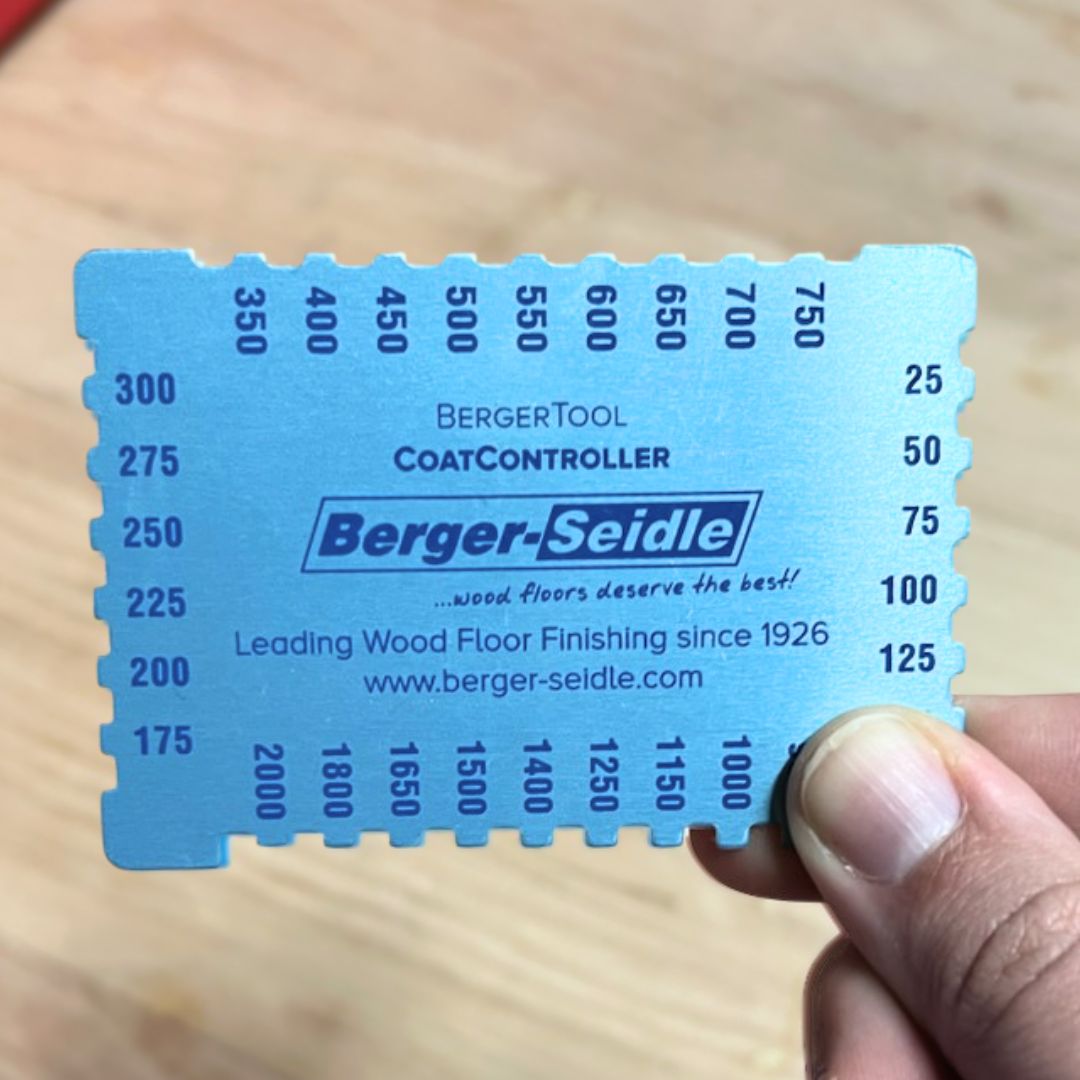 350 400 450 500 550 600 650 700 750
300
275
250
225
200
175
BERGERTOOL
COATCONTROLLER
Berger-Seidle
...wood floors deserve the best!
Leading Wood Floor Finishing since 1926
www.berger-seidle.com
25
50
75
100
125
2000 1800 1650 1500 1400 1250 1150 1000